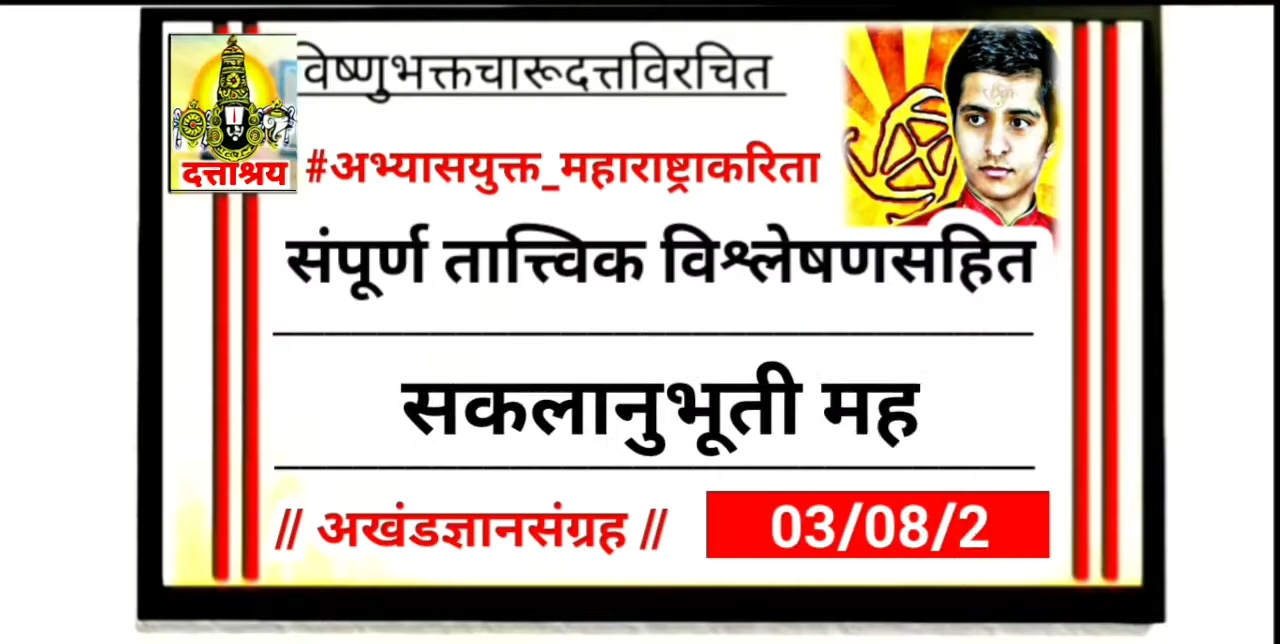 विष्णुभक्तचारूदत्तविरचित
दत्ताश्रय
#अभ्यासयुक्त_महाराष्ट्राकरिता
संपूर्ण तात्त्विक विश्लेषणसहित
सकलानुभूती मह
// अखंडज्ञानसंग्रह //
03/08/2